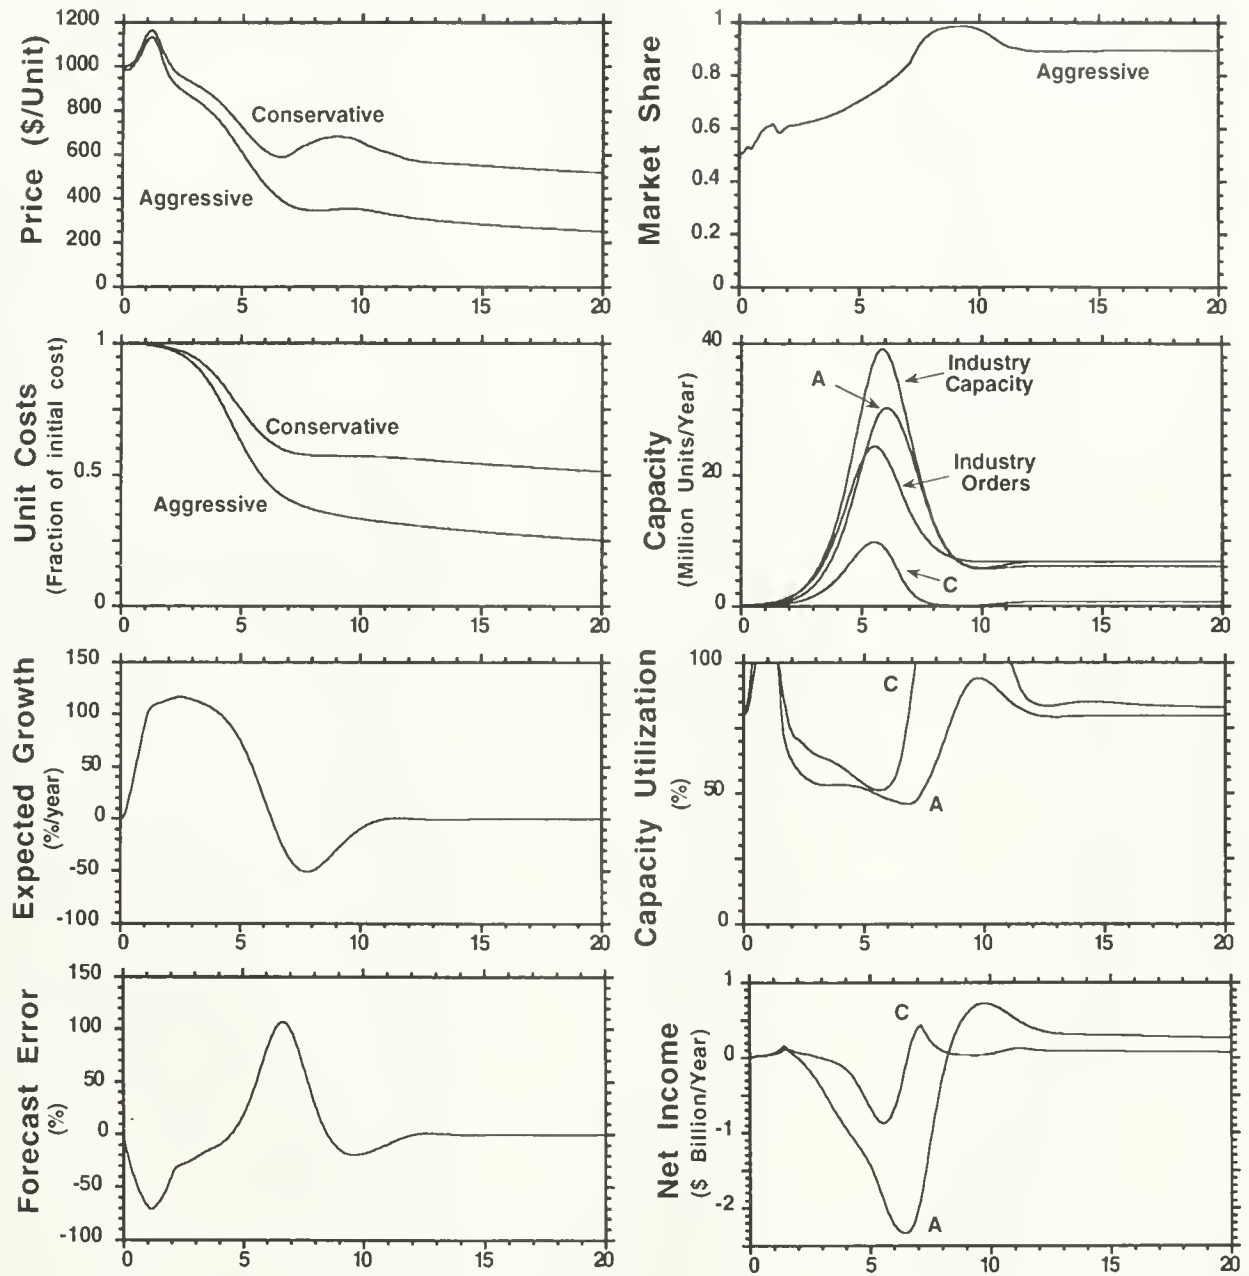 Price ($/Unit)
1200
1000
800
600
400
200
0
Conservative
Aggressive
0 5 10 15 20
Market Share
1
0.8
0.6
0.4
0.2
0
Aggressive
0 5 10 15 20
Unit Costs
(Fraction of initial cost)
1
0.5
0
Conservative
Aggressive
0 5 10 15 20
Capacity
(Million Units/Year)
40
20
0
A
Industry
Capacity
Industry
Orders
C
0 5 10 15 20
Expected Growth
(%/year)
150
100
50
0
-50
-100
0 5 10 15 20
Capacity Utilization
(%)
100
50
0
C
A
0 5 10 15 20
Forecast Error
(%)
150
100
50
0
-50
-100
0 5 10 15 20
Net Income
($ Billion/Year)
1
0
-1
-2
C
A
0 5 10 15 20